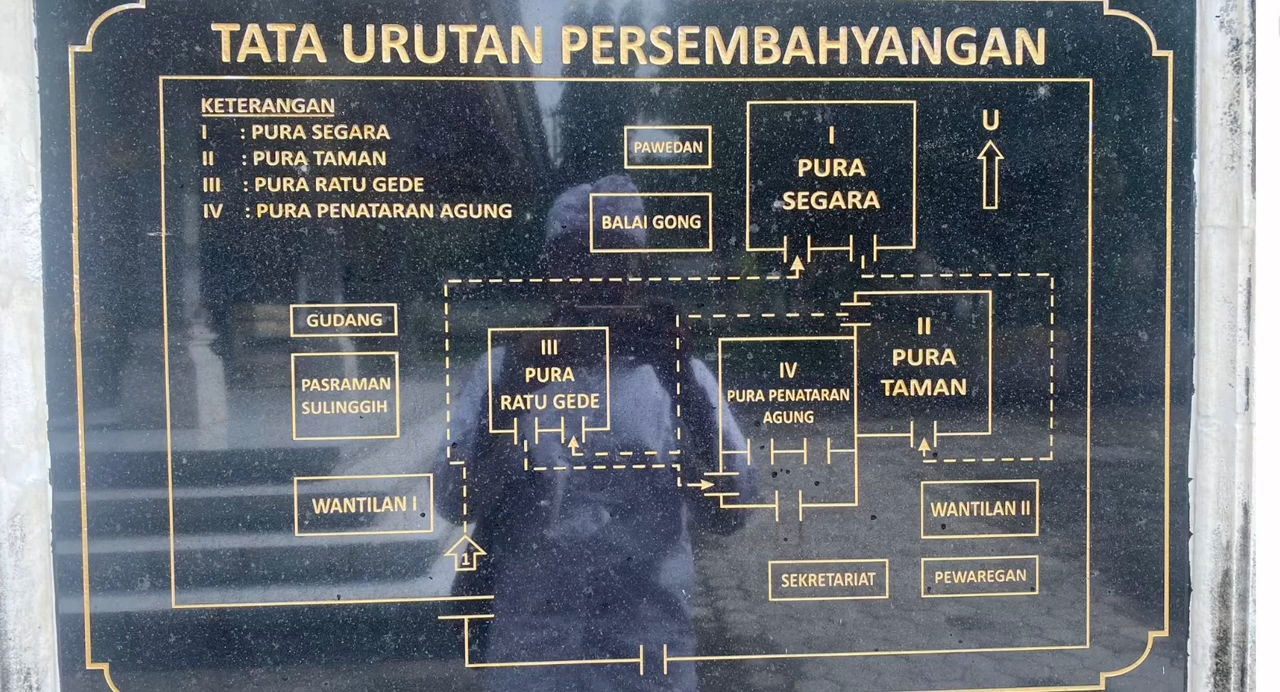 TATA URUTAN PERSEMBAHYANGAN
KETERANGAN
I : PURA SEGARA
II : PURA TAMAN
III : PURA RATU GEDE
IV : PURA PENATARAN AGUNG
PAWEDAN
BALAI GONG
I
PURA
SEGARA
U
GUDANG
PASRAMAN
SULINGGIH
WANTILAN I
III
PURA
RATU GEDE
IV
PURA PENATARAN
AGUNG
II
PURA
TAMAN
WANTILAN II
1
SEKRETARIAT
PEWAREGAN